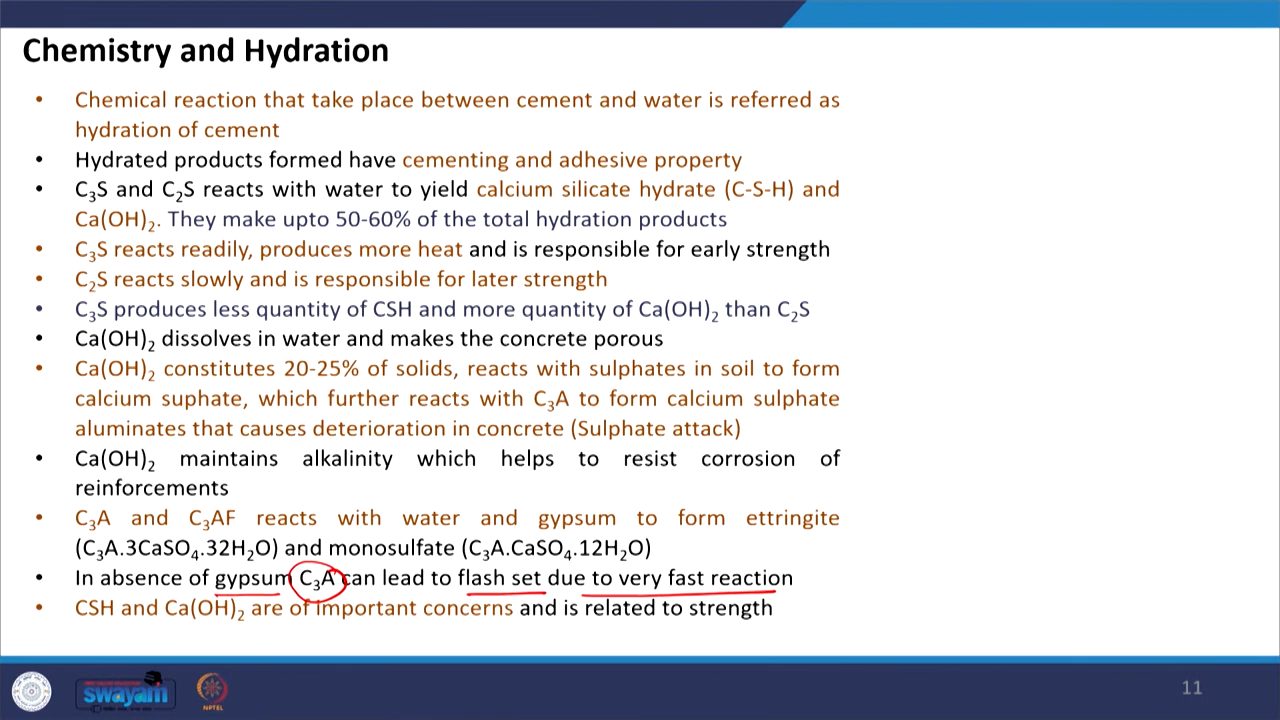 Chemistry and Hydration
• Chemical reaction that take place between cement and water is referred as
hydration of cement
• Hydrated products formed have cementing and adhesive property
• C₃S and C₂S reacts with water to yield calcium silicate hydrate (C-S-H) and
Ca(OH)₂. They make upto 50-60% of the total hydration products
• C₃S reacts readily, produces more heat and is responsible for early strength
• C₂S reacts slowly and is responsible for later strength
• C₃S produces less quantity of CSH and more quantity of Ca(OH)₂ than C₂S
• Ca(OH)₂ dissolves in water and makes the concrete porous
• Ca(OH)₂ constitutes 20-25% of solids, reacts with sulphates in soil to form
calcium suphate, which further reacts with C₃A to form calcium sulphate
aluminates that causes deterioration in concrete (Sulphate attack)
• Ca(OH)₂ maintains alkalinity which helps to resist corrosion of
reinforcements
• C₃A and C₃AF reacts with water and gypsum to form ettringite
(C₃A.3CaSO₄.32H₂O) and monosulfate (C₃A.CaSO₄.12H₂O)
• In absence of gypsum C₃A can lead to flash set due to very fast reaction
• CSH and Ca(OH)₂ are of important concerns and is related to strength
swayam
NPTEL
11